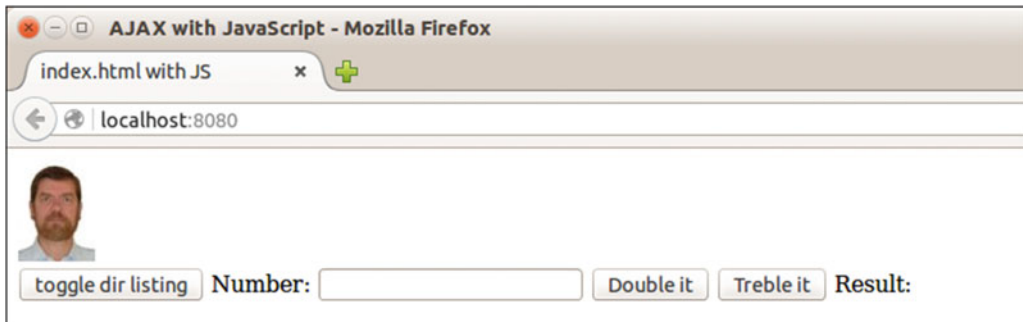 AJAX with JavaScript - Mozilla Firefox
index.html with JS
localhost:8080
toggle dir listing Number: Double it Treble it Result: